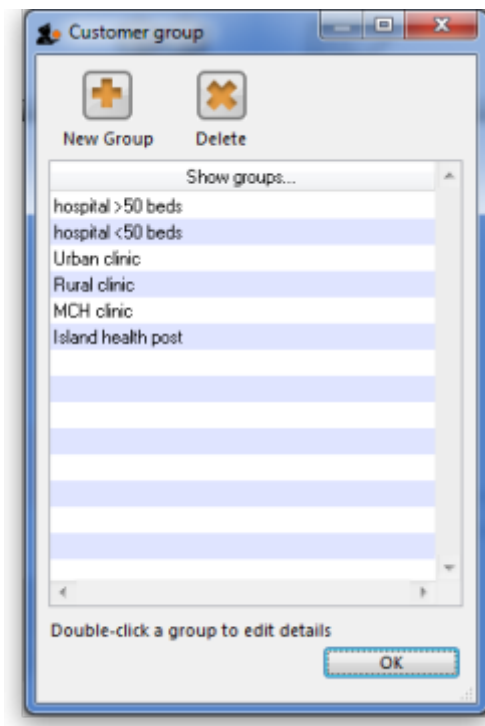 Customer group
New Group Delete
Show groups...
hospital >50 beds
hospital <50 beds
Urban clinic
Rural clinic
MCH clinic
Island health post
Double-click a group to edit details
OK